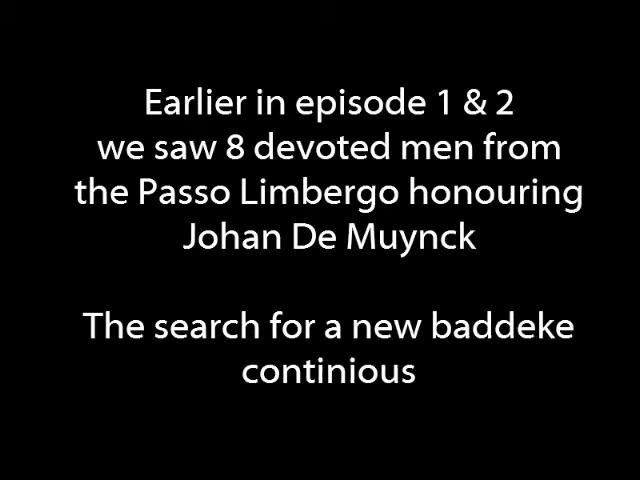 Earlier in episode 1 & 2
we saw 8 devoted men from
the Passo Limbergo honouring
Johan De Muynck
The search for a new baddeke
continious